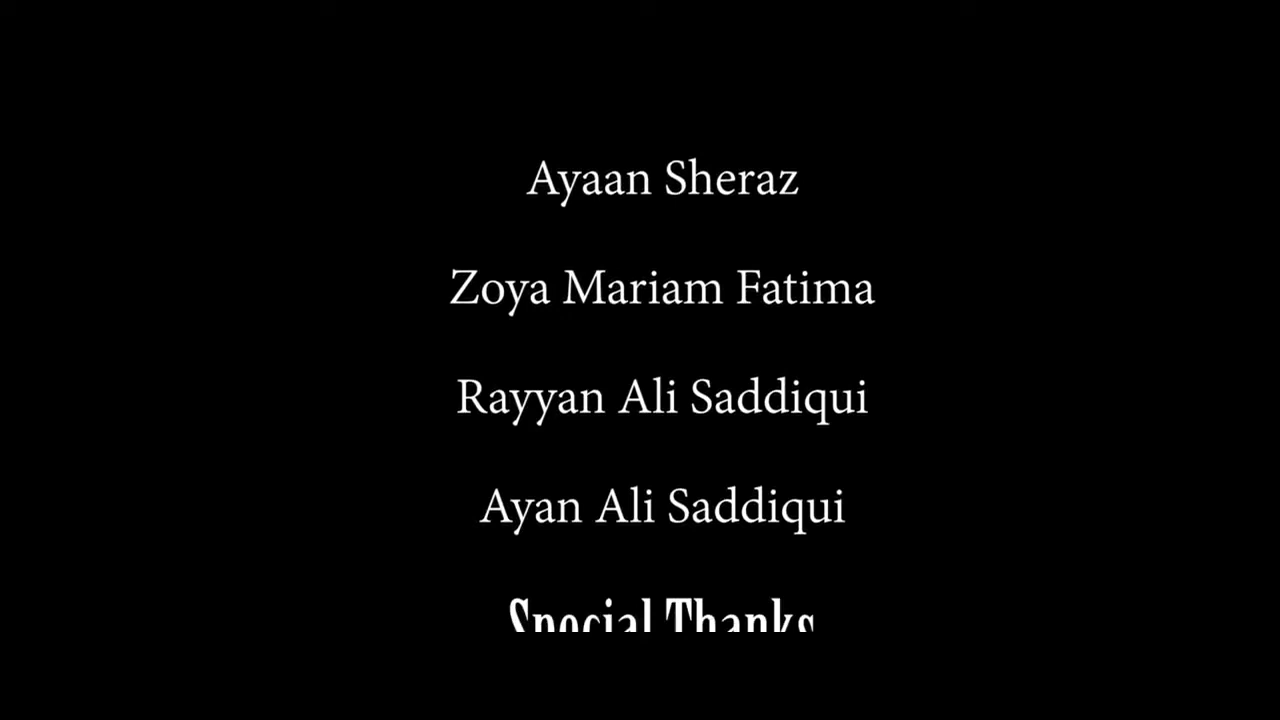 Ayaan Sheraz
Zoya Mariam Fatima
Rayyan Ali Saddiqui
Ayan Ali Saddiqui
Special Thanks